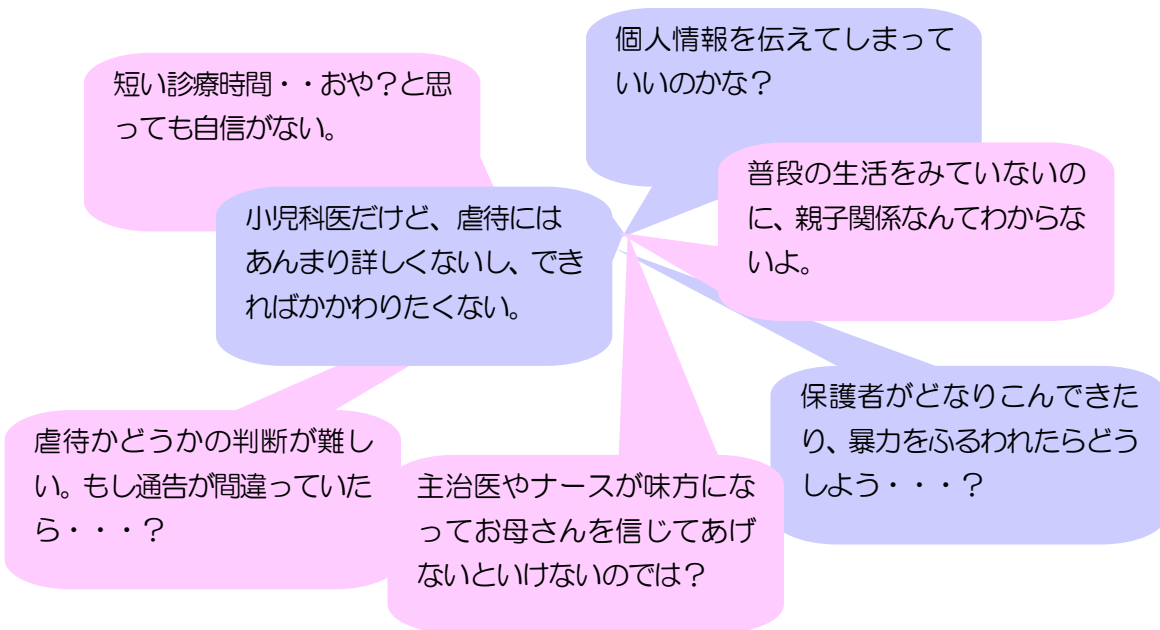 短い診療時間・・おや？と思
っても自信がない。
個人情報を伝えてしまって
いいのかな？
小児科医だけど、虐待には
あんまり詳しくないし、でき
ればかかわりたくない。
普段の生活をみていないの
に、親子関係なんてわからな
いよ。
虐待かどうかの判断が難し
い。もし通告が間違っていた
ら・・・？
主治医やナースが味方にな
ってお母さんを信じてあげ
ないといけないのでは？
保護者がどなりこんできた
り、暴力をふるわれたらどう
しよう・・・？